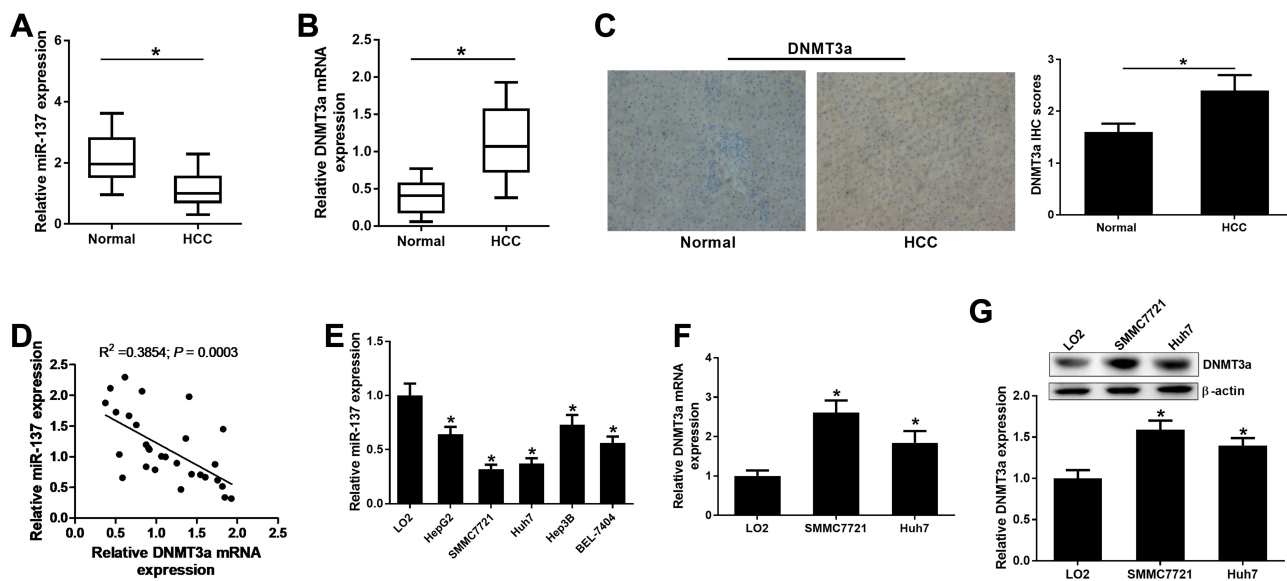 A
Relative miR-137 expression
6
4
2
0
*
Normal
HCC
B
Relative DNMT3a mRNA
expression
2.5
2.0
1.5
1.0
0.5
0.0
*
Normal
HCC
C
DNMT3a
Normal
HCC
DNMT3a IHC scores
3
2
1
0
*
Normal
HCC
D
R2 =0.3854; P = 0.0003
Relative miR-137 expression
2.5
2.0
1.5
1.0
0.5
0.0
0.0
0.5
1.0
1.5
2.0
2.5
Relative DNMT3a mRNA
expression
E
Relative miR-137 expression
1.5
1.0
0.5
0.0
*
*
*
*
*
LO2
HepG2
SMMC7721
Huh7
Hep3B
BEL-7404
F
Relative DNMT3a mRNA
expression
4
3
2
1
0
*
*
LO2
SMMC7721
Huh7
G
LO2
SMMC7721
Huh7
DNMT3a
β-actin
Relative DNMT3a expression
2.0
1.5
1.0
0.5
0.0
*
*
LO2
SMMC7721
Huh7